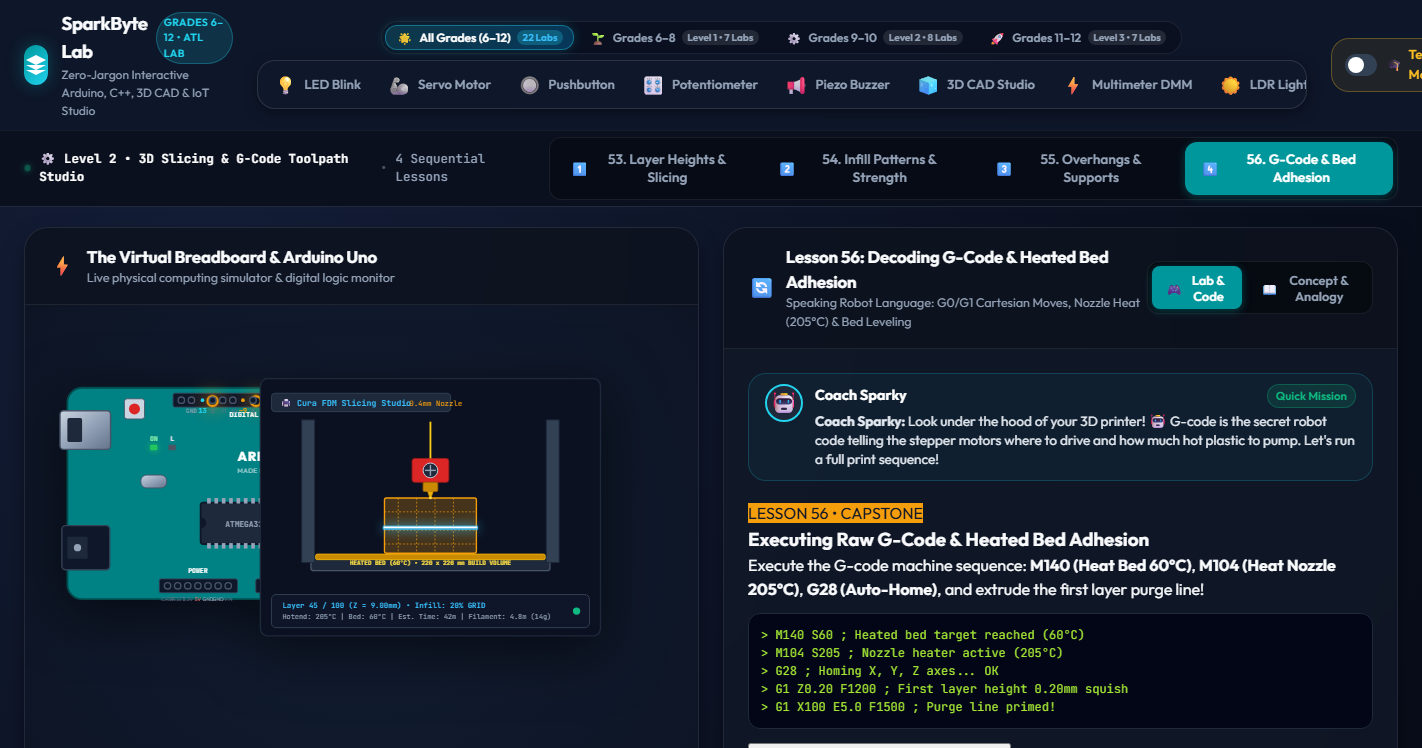 SparkByte
Lab
GRADES 6–
12 • ATL
LAB
Zero-Jargon Interactive
Arduino, C++, 3D CAD & IoT
Studio
All Grades (6–12) 22 Labs
Grades 6–8 Level 1 • 7 Labs
Grades 9–10 Level 2 • 8 Labs
Grades 11–12 Level 3 • 7 Labs
LED Blink
Servo Motor
Pushbutton
Potentiometer
Piezo Buzzer
3D CAD Studio
Multimeter DMM
LDR Light
Level 2 • 3D Slicing & G-Code Toolpath
Studio
• 4 Sequential
Lessons
1 53. Layer Heights &
Slicing
2 54. Infill Patterns &
Strength
3 55. Overhangs &
Supports
4 56. G-Code & Bed
Adhesion
The Virtual Breadboard & Arduino Uno
Live physical computing simulator & digital logic monitor
GND 13
DIGITAL
ON L
MADE
POWER
Cura FDM Slicing Studio 0.4mm Nozzle
HEATED BED (60°C) • 220 x 220 mm BUILD VOLUME
Layer 45 / 100 (Z = 9.00mm) • Infill: 20% GRID
Hotend: 205°C | Bed: 60°C | Est. Time: 42m | Filament: 4.8m (14g)
Lesson 56: Decoding G-Code & Heated Bed
Adhesion
Speaking Robot Language: G0/G1 Cartesian Moves, Nozzle Heat
(205°C) & Bed Leveling
Lab &
Code
Concept &
Analogy
Coach Sparky
Quick Mission
Coach Sparky: Look under the hood of your 3D printer! G-code is the secret robot
code telling the stepper motors where to drive and how much hot plastic to pump. Let's run
a full print sequence!
LESSON 56 • CAPSTONE
Executing Raw G-Code & Heated Bed Adhesion
Execute the G-code machine sequence: M140 (Heat Bed 60°C), M104 (Heat Nozzle
205°C), G28 (Auto-Home), and extrude the first layer purge line!
> M140 S60 ; Heated bed target reached (60°C)
> M104 S205 ; Nozzle heater active (205°C)
> G28 ; Homing X, Y, Z axes... OK
> G1 Z0.20 F1200 ; First layer height 0.20mm squish
> G1 X100 E5.0 F1500 ; Purge line primed!